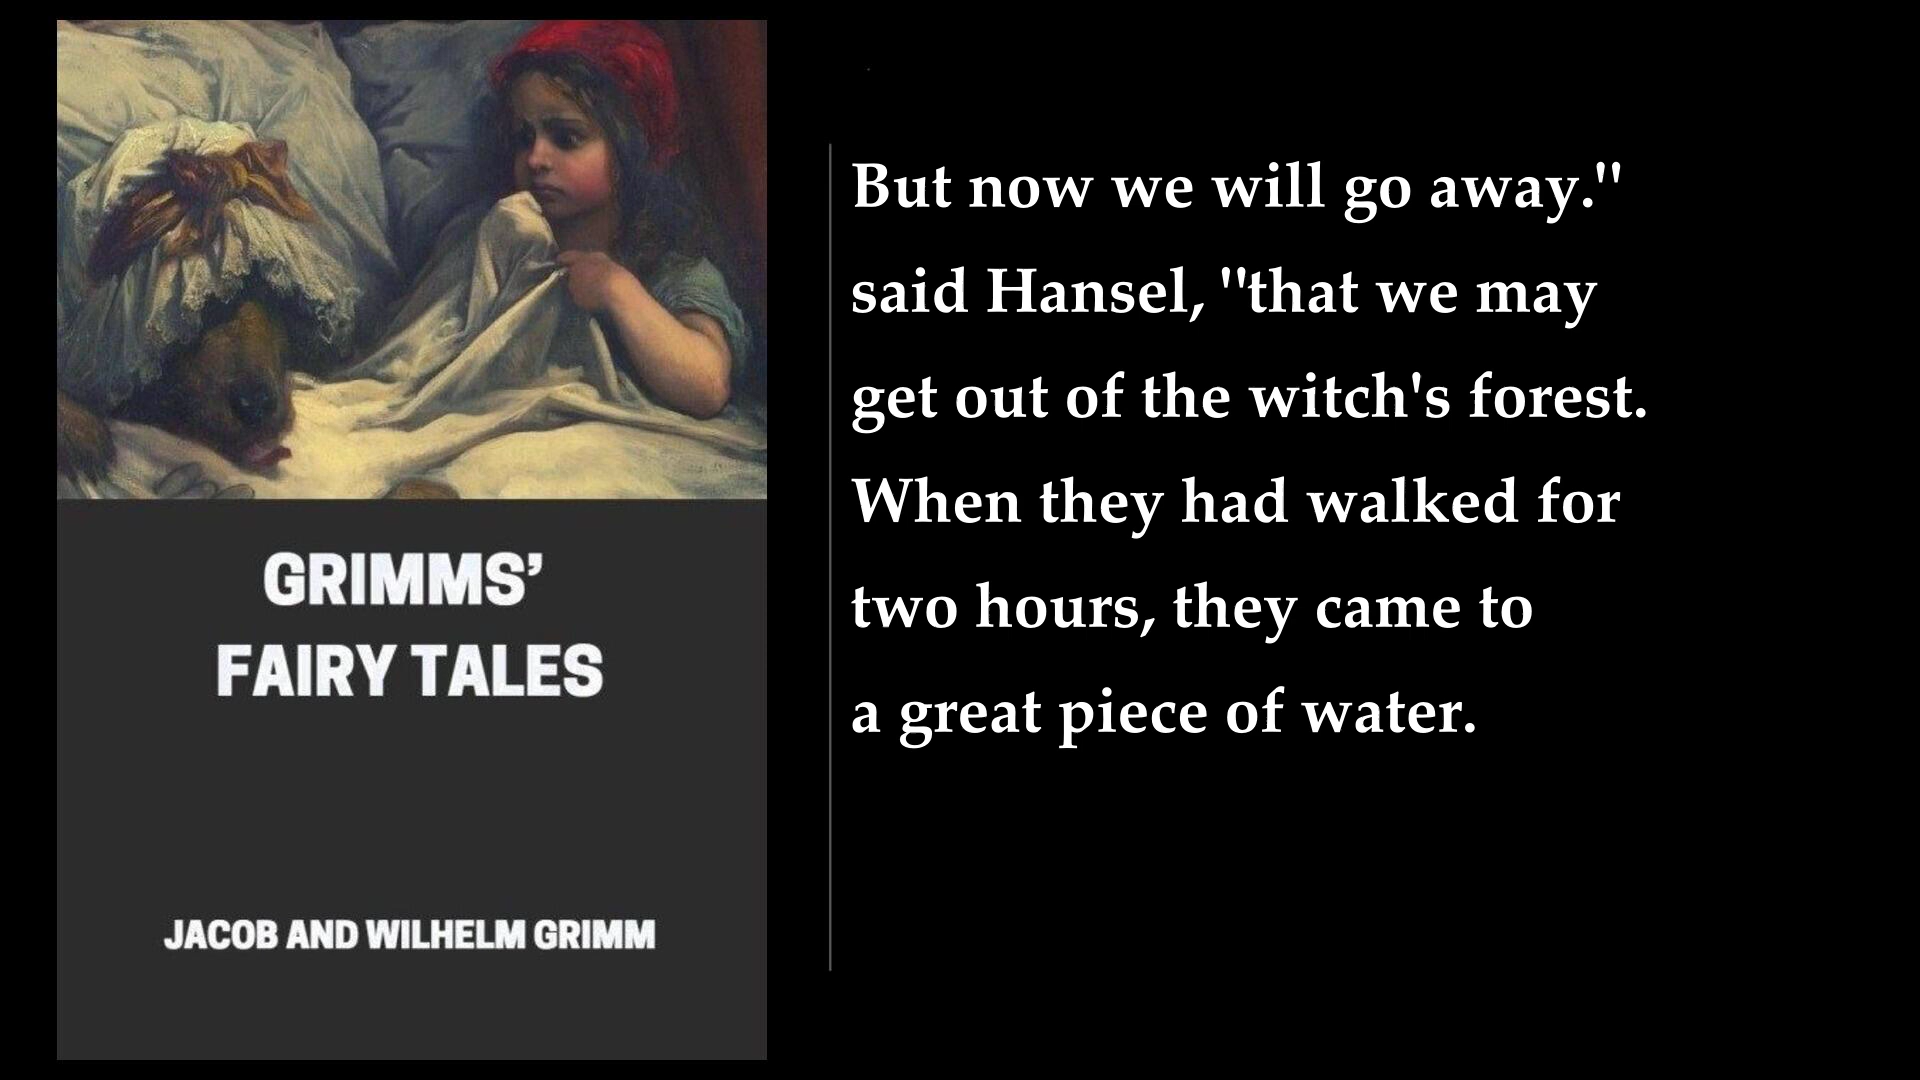 GRIMMS’
FAIRY TALES
JACOB AND WILHELM GRIMM
But now we will go away."
said Hansel, "that we may
get out of the witch's forest.
When they had walked for
two hours, they came to
a great piece of water.